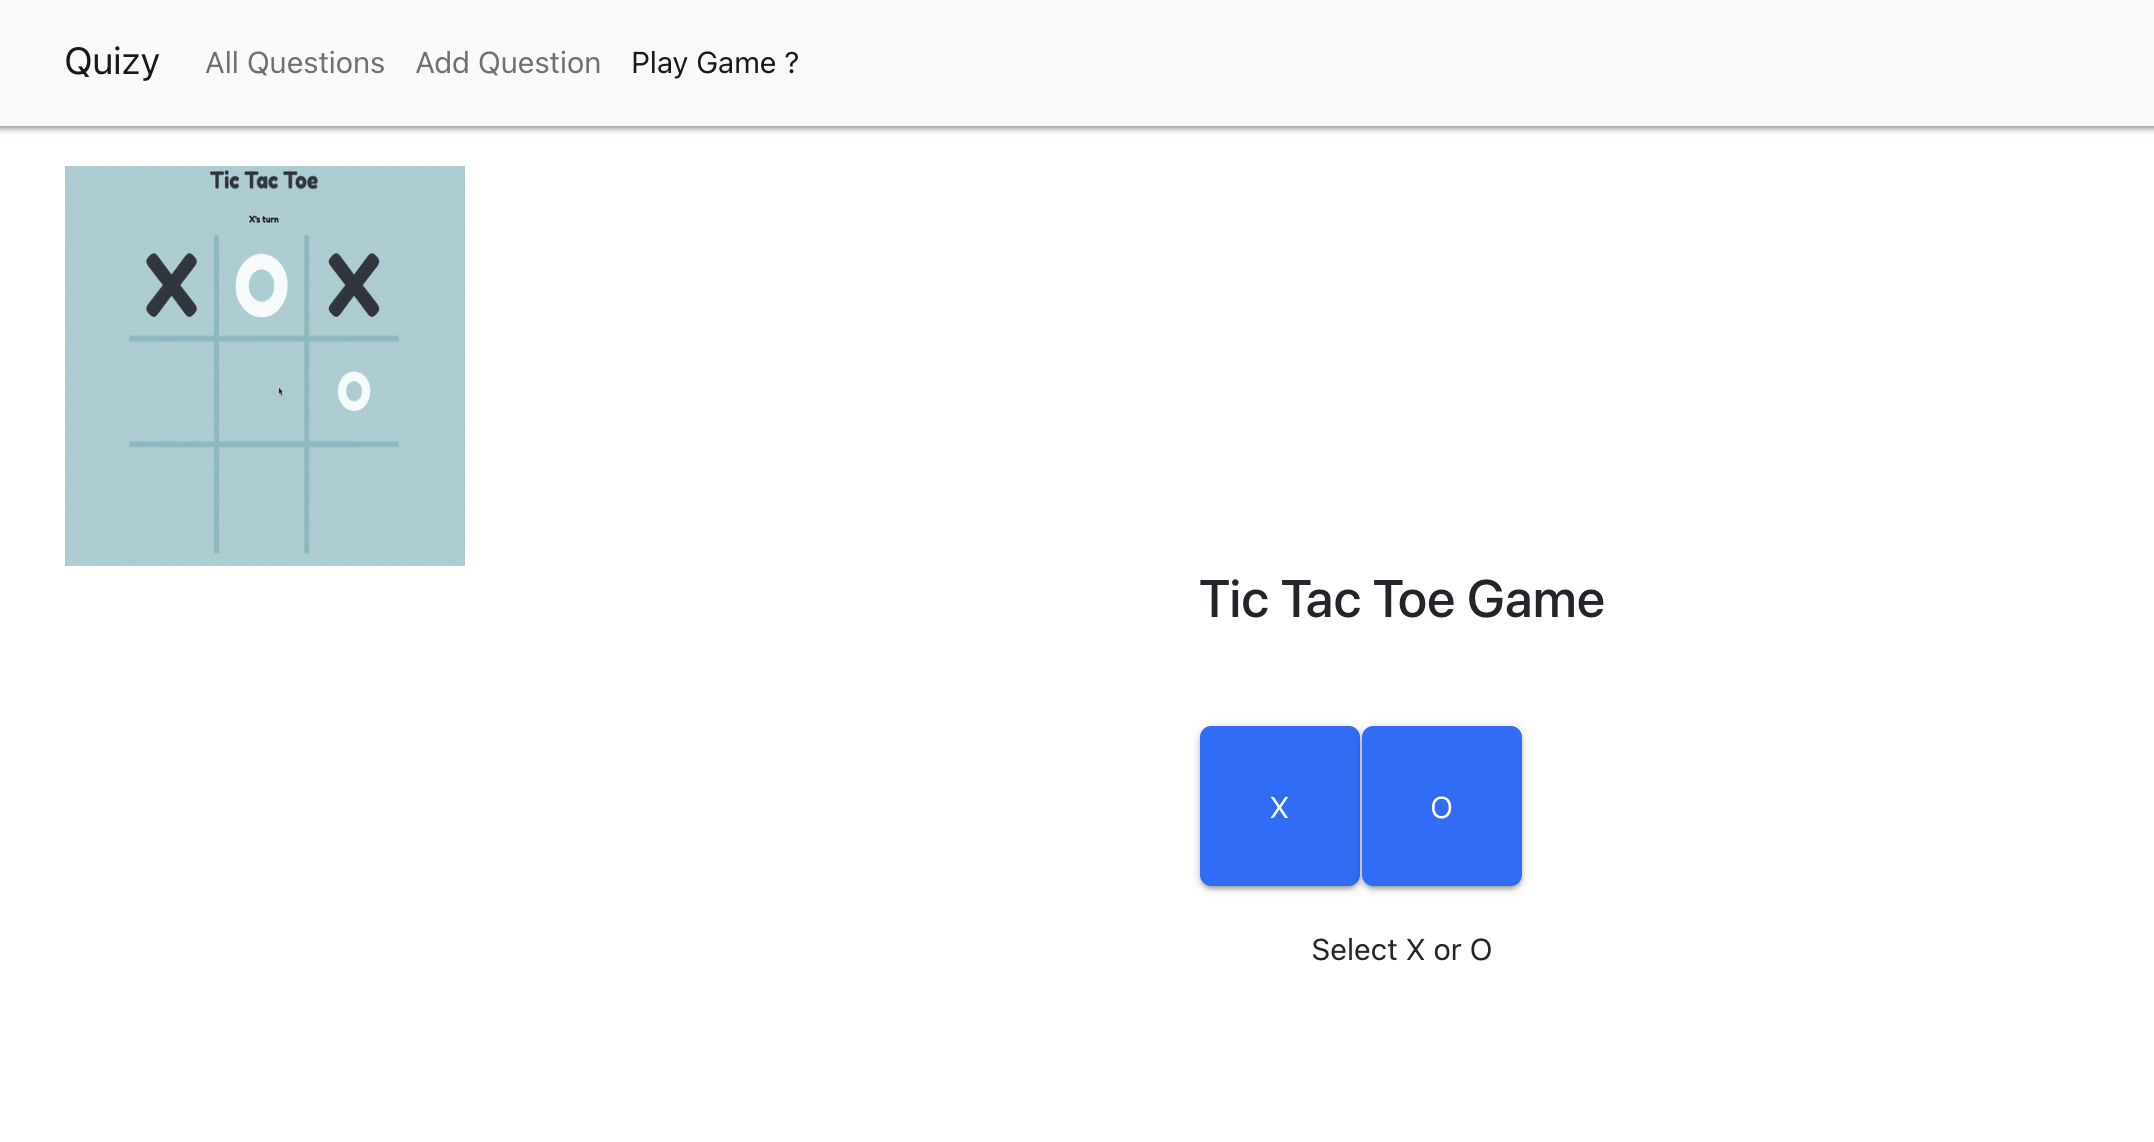 Quizy All Questions Add Question Play Game ?
Tic Tac Toe
X's turn
X O X
O
Tic Tac Toe Game
X O
Select X or O